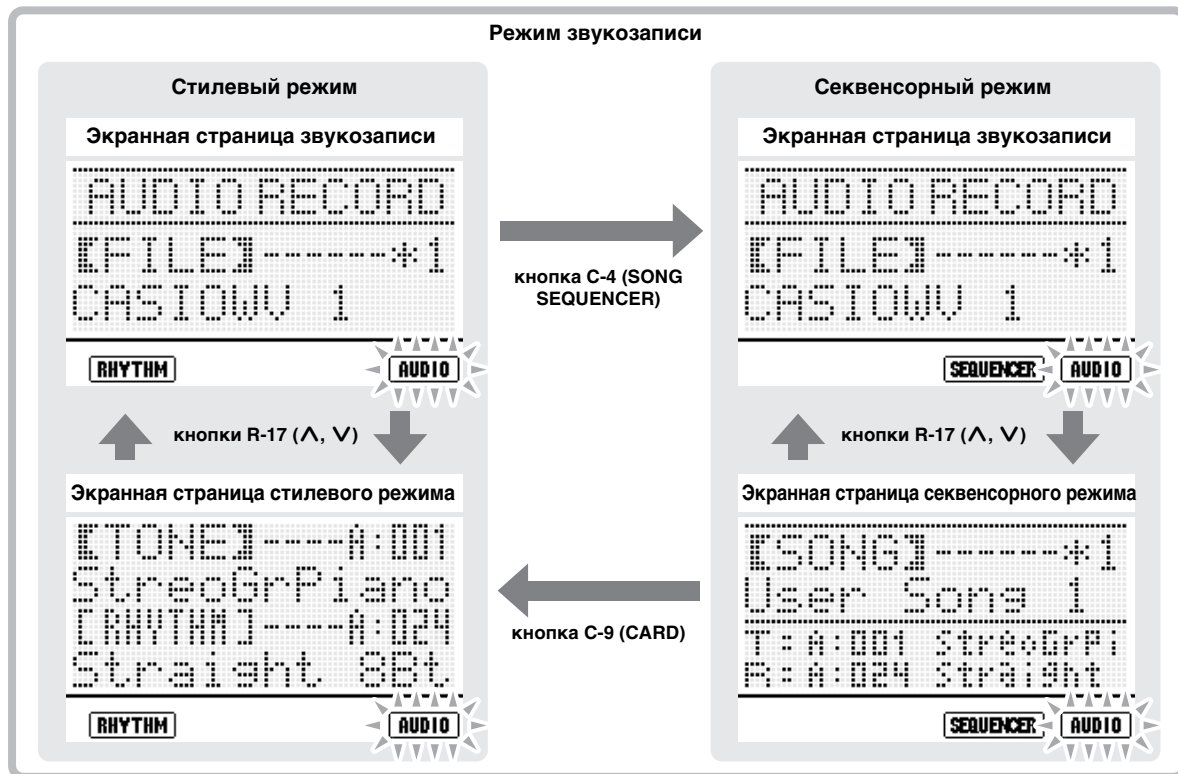 Режим звукозаписи
Стилевый режим
Экранная страница звукозаписи
AUDIO RECORD
[FILE]------*1
CASIOWV 1
RHYTHM
AUDIO
кнопки R-17 (∧, ∨)
Экранная страница стилевого режима
[TONE]----A:001
StreoGrPiano
[RHYTHM]----A:024
Straight 8Bt
RHYTHM
AUDIO
кнопка C-4 (SONG
SEQUENCER)
кнопка C-9 (CARD)
Секвенсорный режим
Экранная страница звукозаписи
AUDIO RECORD
[FILE]------*1
CASIOWV 1
SEQUENCER
AUDIO
кнопки R-17 (∧, ∨)
Экранная страница секвенсорного режима
[SONG]------*1
User Song 1
T:A:001 StreoGrPi
R:A:024 Straight
SEQUENCER
AUDIO